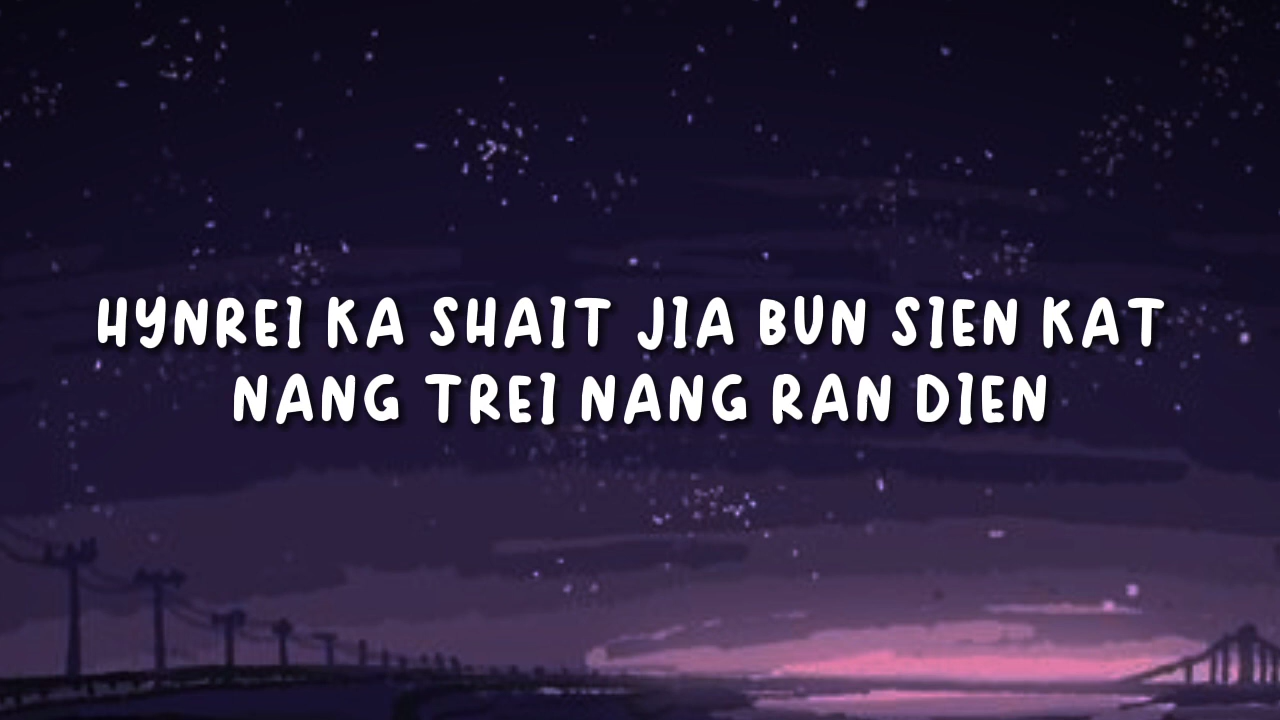 HYNREI KA SHAIT JIA BUN SIEN KAT
NANG TREI NANG RAN DIEN